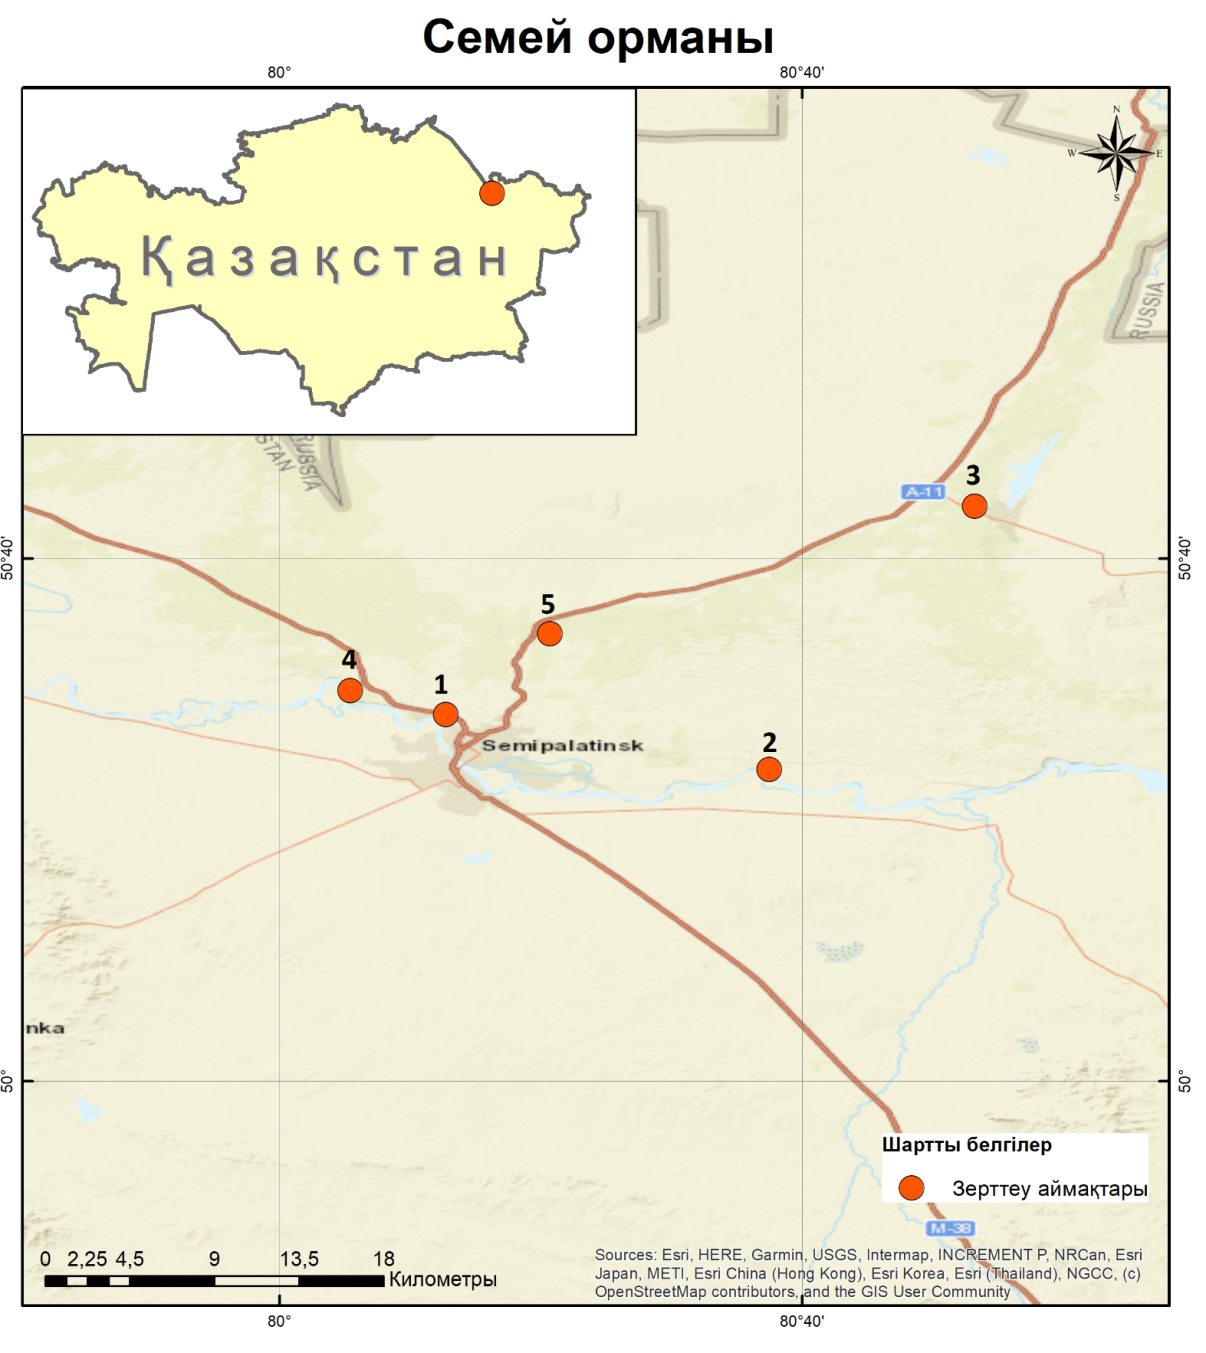 Семей орманы
80°
80°40'
Қазақстан
N
W
E
S
RUSSIA
STAN
RUSSIA
A-11
3
50°40'
50°40'
5
4
1
Semipalatinsk
2
nka
50°
50°
Шартты белгілер
Зерттеу аймақтары
M-38
0 2,25 4,5 9 13,5 18
Километры
Sources: Esri, HERE, Garmin, USGS, Intermap, INCREMENT P, NRCan, Esri
Japan, METI, Esri China (Hong Kong), Esri Korea, Esri (Thailand), NGCC, (c)
OpenStreetMap contributors, and the GIS User Community
80°
80°40'